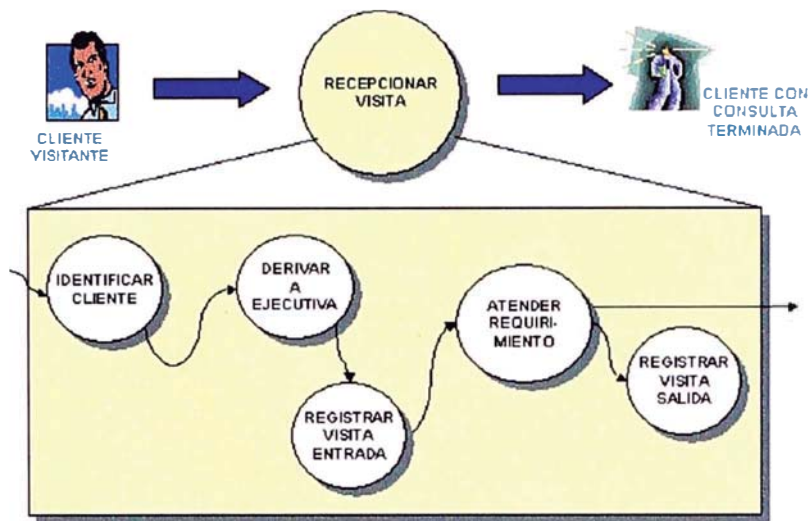 RECEPCIONAR
VISITA
CLIENTE
VISITANTE
CLIENTE CON
CONSULTA
TERMINADA
IDENTIFICAR
CLIENTE
DERIVAR
A
EJECUTIVA
REGISTRAR
VISITA
ENTRADA
ATENDER
REQUIRI-
MIENTO
REGISTRAR
VISITA
SALIDA